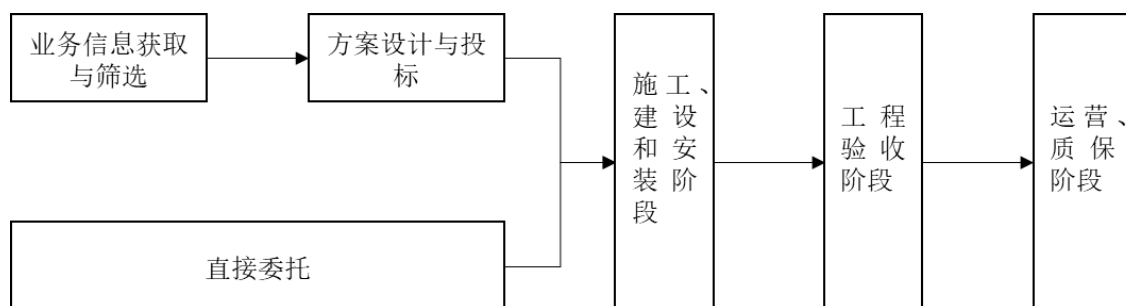 业务信息获取
与筛选
方案设计与投
标
直接委托
施工、
建设
和安
装阶
段
工程
验收
阶段
运营、
质保
阶段